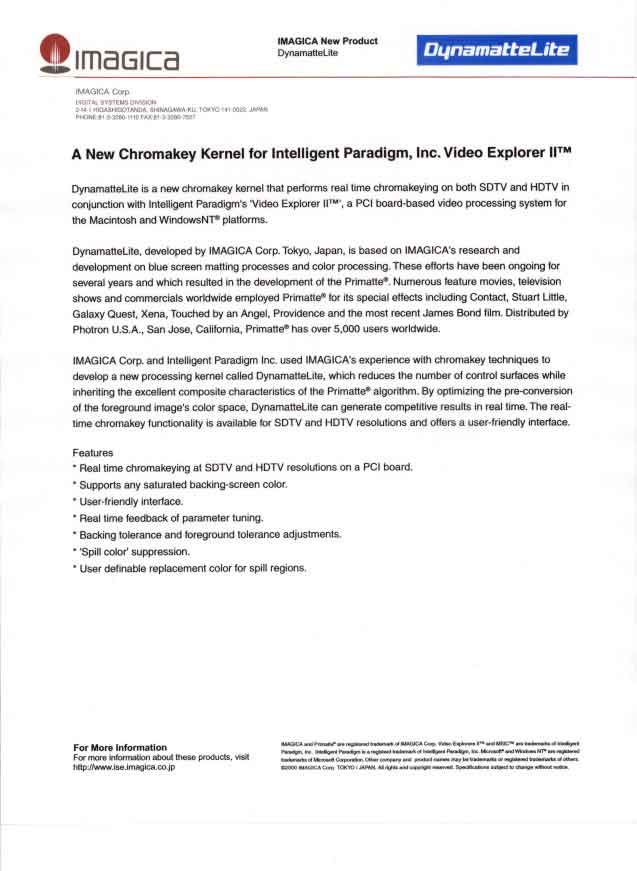 IMAGICA
IMAGICA New Product
DynamatteLite
DynamatteLite
IMAGICA Corp.
DIGITAL SYSTEMS DIVISION
2-14-1 HIGASHIGOTANDA, SHINAGAWA-KU, TOKYO 141-0022, JAPAN
PHONE:81-3-3280-1110 FAX:81-3-3280-7507
A New Chromakey Kernel for Intelligent Paradigm, Inc. Video Explorer II™
DynamatteLite is a new chromakey kernel that performs real time chromakeying on both SDTV and HDTV in
conjunction with Intelligent Paradigm's 'Video Explorer II™', a PCI board-based video processing system for
the Macintosh and WindowsNT® platforms.
DynamatteLite, developed by IMAGICA Corp. Tokyo, Japan, is based on IMAGICA's research and
development on blue screen matting processes and color processing. These efforts have been ongoing for
several years and which resulted in the development of the Primatte®. Numerous feature movies, television
shows and commercials worldwide employed Primatte® for its special effects including Contact, Stuart Little,
Galaxy Quest, Xena, Touched by an Angel, Providence and the most recent James Bond film. Distributed by
Photron U.S.A., San Jose, California, Primatte® has over 5,000 users worldwide.
IMAGICA Corp. and Intelligent Paradigm Inc. used IMAGICA's experience with chromakey techniques to
develop a new processing kernel called DynamatteLite, which reduces the number of control surfaces while
inheriting the excellent composite characteristics of the Primatte® algorithm. By optimizing the pre-conversion
of the foreground image's color space, DynamatteLite can generate competitive results in real time. The real-
time chromakey functionality is available for SDTV and HDTV resolutions and offers a user-friendly interface.
Features
* Real time chromakeying at SDTV and HDTV resolutions on a PCI board.
* Supports any saturated backing-screen color.
* User-friendly interface.
* Real time feedback of parameter tuning.
* Backing tolerance and foreground tolerance adjustments.
* 'Spill color' suppression.
* User definable replacement color for spill regions.
For More Information
For more information about these products, visit
http://www.ise.imagica.co.jp
IMAGICA and Primatte® are registered trademark of IMAGICA Corp. Video Explorere II™ and MSIC™ are trademarks of Intelligent
Paradigm, Inc. Intelligent Paradigm is a registered trademark of Intelligent Paradigm, Inc. Microsoft® and Windows NT® are registered
trademarks of Microsoft Corporation. Other company and product names may be trademarks or registered trademarks of others.
©2000 IMAGICA Corp. TOKYO / JAPAN. All rights and copyright reserved. Specifications subject to change without notice.